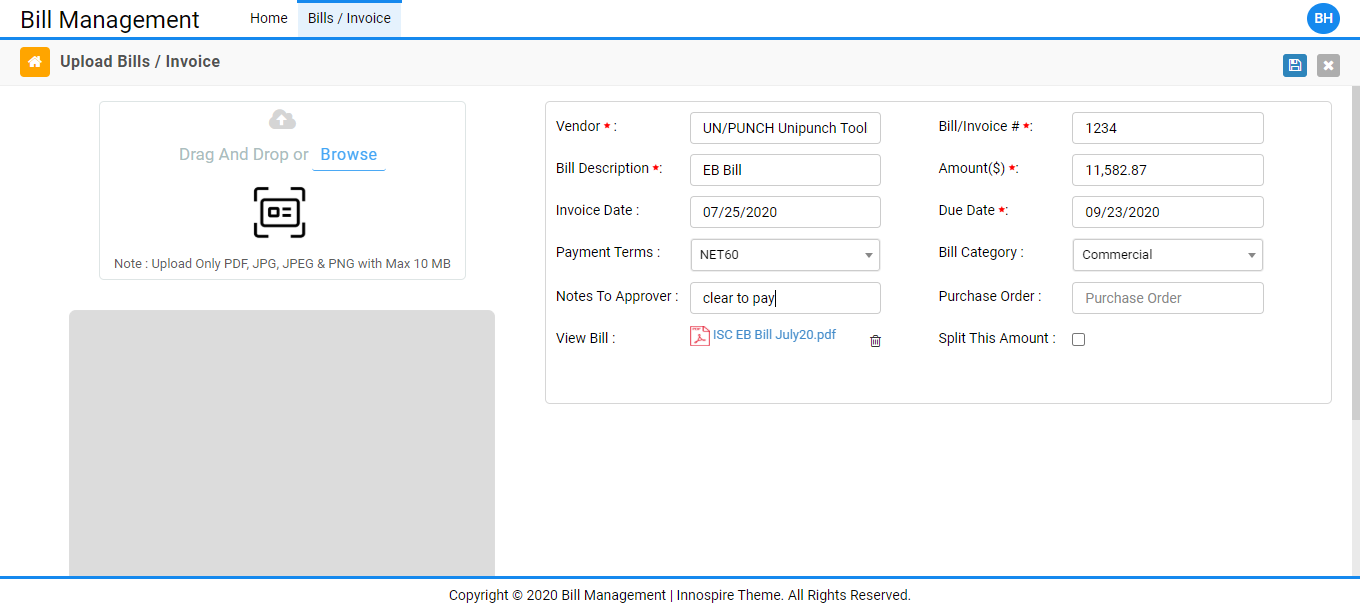 Bill Management Home Bills / Invoice BH
Upload Bills / Invoice
Drag And Drop or Browse
Note : Upload Only PDF, JPG, JPEG & PNG with Max 10 MB
Vendor * : UN/PUNCH Unipunch Tool Bill/Invoice # *: 1234
Bill Description *: EB Bill Amount($) *: 11,582.87
Invoice Date : 07/25/2020 Due Date *: 09/23/2020
Payment Terms : NET60 Bill Category : Commercial
Notes To Approver : clear to pay Purchase Order : Purchase Order
View Bill : ISC EB Bill July20.pdf Split This Amount :
Copyright © 2020 Bill Management | Innospire Theme. All Rights Reserved.